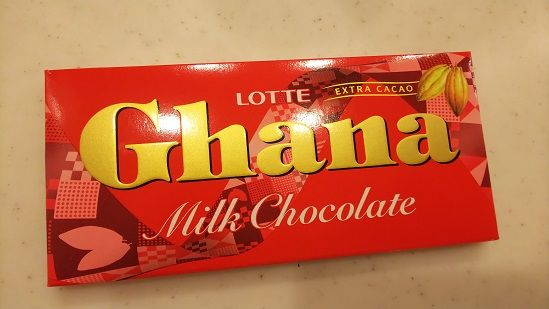 LOTTE
EXTRA CACAO
Ghana
Milk Chocolate